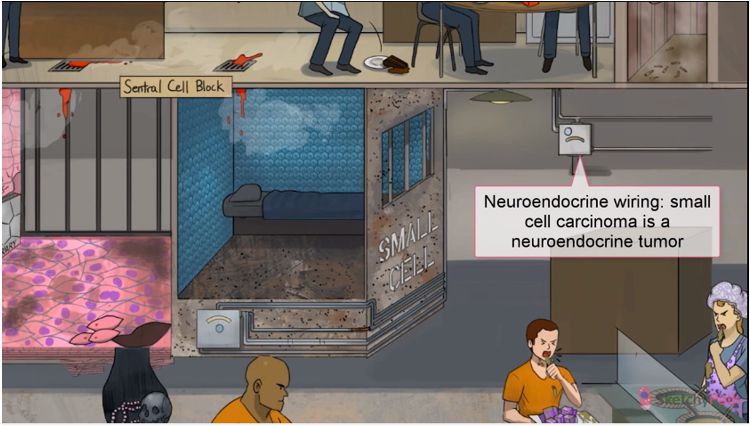 Sentral Cell Block
Neuroendocrine wiring: small
cell carcinoma is a
neuroendocrine tumor
SMALL
CELL
sketchy